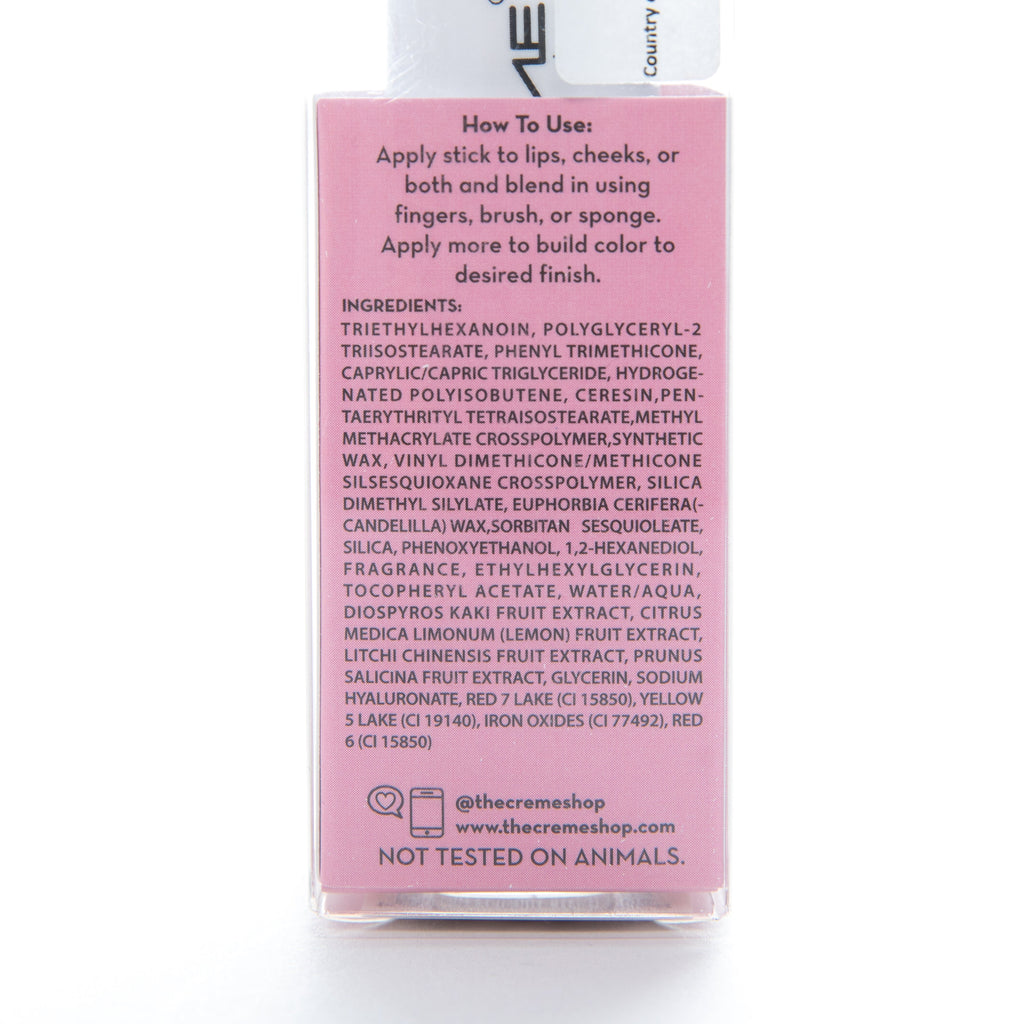 ME
Country
How To Use:
Apply stick to lips, cheeks, or
both and blend in using
fingers, brush, or sponge.
Apply more to build color to
desired finish.
INGREDIENTS:
TRIETHYLHEXANOIN, POLYGLYCERYL-2
TRIISOSTEARATE, PHENYL TRIMETHICONE,
CAPRYLIC/CAPRIC TRIGLYCERIDE, HYDROGE-
NATED POLYISOBUTENE, CERESIN,PEN-
TAERYTHRITYL TETRAISOSTEARATE,METHYL
METHACRYLATE CROSSPOLYMER,SYNTHETIC
WAX, VINYL DIMETHICONE/METHICONE
SILSESQUIOXANE CROSSPOLYMER, SILICA
DIMETHYL SILYLATE, EUPHORBIA CERIFERA(-
CANDELILLA) WAX,SORBITAN SESQUIOLEATE,
SILICA, PHENOXYETHANOL, 1,2-HEXANEDIOL,
FRAGRANCE, ETHYLHEXYLGLYCERIN,
TOCOPHERYL ACETATE, WATER/AQUA,
DIOSPYROS KAKI FRUIT EXTRACT, CITRUS
MEDICA LIMONUM (LEMON) FRUIT EXTRACT,
LITCHI CHINENSIS FRUIT EXTRACT, PRUNUS
SALICINA FRUIT EXTRACT, GLYCERIN, SODIUM
HYALURONATE, RED 7 LAKE (CI 15850), YELLOW
5 LAKE (CI 19140), IRON OXIDES (CI 77492), RED
6 (CI 15850)
@thecremeshop
www.thecremeshop.com
NOT TESTED ON ANIMALS.